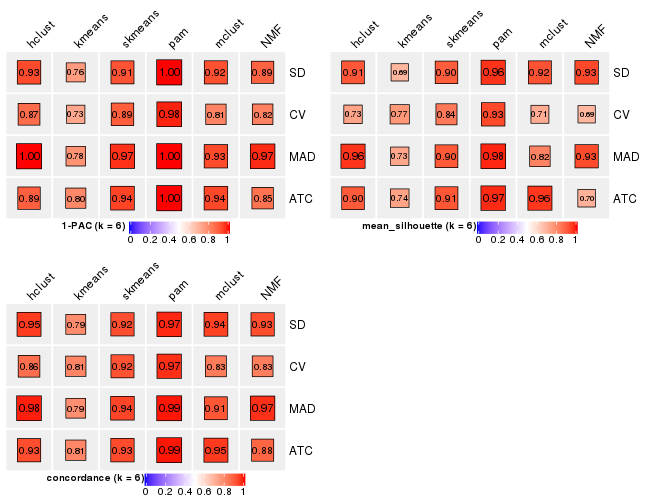 hclust kmeans skmeans pam mclust NMF
0.93 0.76 0.91 1.00 0.92 0.89 SD
0.87 0.73 0.89 0.98 0.81 0.82 CV
1.00 0.78 0.97 1.00 0.93 0.97 MAD
0.89 0.80 0.94 1.00 0.94 0.85 ATC
1-PAC (k = 6)
0 0.2 0.4 0.6 0.8 1
hclust kmeans skmeans pam mclust NMF
0.91 0.69 0.90 0.96 0.92 0.93 SD
0.73 0.77 0.84 0.93 0.71 0.69 CV
0.96 0.73 0.90 0.98 0.82 0.93 MAD
0.90 0.74 0.91 0.97 0.96 0.70 ATC
mean_silhouette (k = 6)
0 0.2 0.4 0.6 0.8 1
hclust kmeans skmeans pam mclust NMF
0.95 0.79 0.92 0.97 0.94 0.93 SD
0.86 0.81 0.92 0.97 0.83 0.83 CV
0.98 0.79 0.94 0.99 0.91 0.97 MAD
0.93 0.81 0.93 0.99 0.95 0.88 ATC
concordance (k = 6)
0 0.2 0.4 0.6 0.8 1